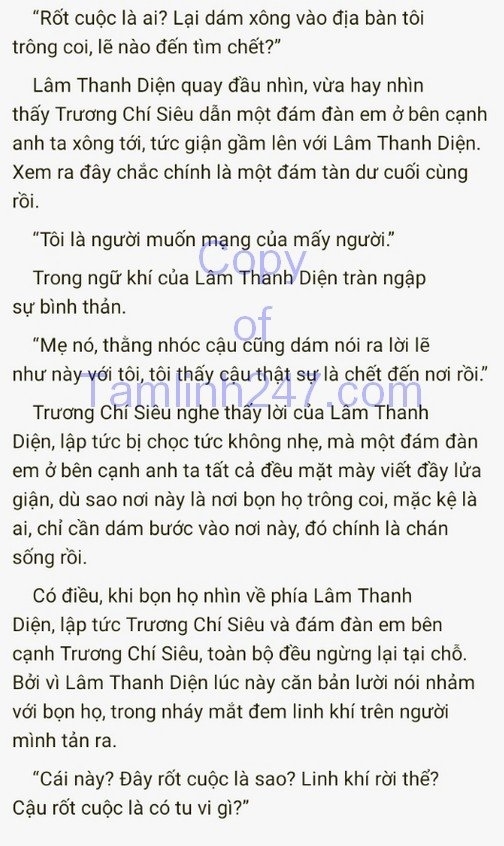 “Rốt cuộc là ai? Lại dám xông vào địa bàn tôi
trông coi, lẽ nào đến tìm chết?”
Lâm Thanh Diện quay đầu nhìn, vừa hay nhìn
thấy Trương Chí Siêu dẫn một đám đàn em ở bên cạnh
anh ta xông tới, tức giận gầm lên với Lâm Thanh Diện.
Xem ra đây chắc chính là một đám tàn dư cuối cùng
rồi.
“Tôi là người muốn mạng của mấy người.”
Copy
Trong ngữ khí của Lâm Thanh Diện tràn ngập
sự bình thản.
of
“Mẹ nó, thằng nhóc cậu cũng dám nói ra lời lẽ
như này với tôi, tôi thấy cậu thật sự là chết đến nơi rồi.”
Tamlinh247.com
Trương Chí Siêu nghe thấy lời của Lâm Thanh
Diện, lập tức bị chọc tức không nhẹ, mà một đám đàn
em ở bên cạnh anh ta tất cả đều mặt mày viết đầy lửa
giận, dù sao nơi này là nơi bọn họ trông coi, mặc kệ là
ai, chỉ cần dám bước vào nơi này, đó chính là chán
sống rồi.
Có điều, khi bọn họ nhìn về phía Lâm Thanh
Diện, lập tức Trương Chí Siêu và đám đàn em bên
cạnh Trương Chí Siêu, toàn bộ đều ngừng lại tại chỗ.
Bởi vì Lâm Thanh Diện lúc này căn bản lười nói nhảm
với bọn họ, trong nháy mắt đem linh khí trên người
mình tản ra.
“Cái này? Đây rốt cuộc là sao? Linh khí rời thể?
Cậu rốt cuộc là có tu vi gì?”